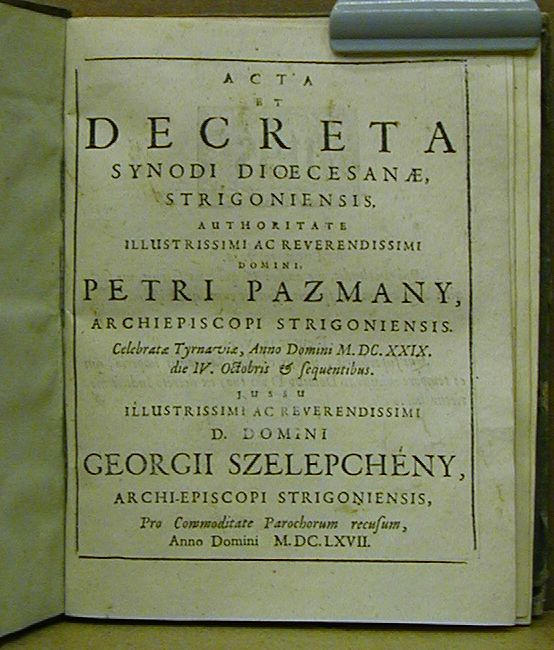 ACTA
ET
DECRETA
SYNODI DIŒCESANÆ,
STRIGONIENSIS.
AUTHORITATE
ILLUSTRISSIMI AC REVERENDISSIMI
DOMINI,
PETRI PAZMANY,
ARCHIEPISCOPI STRIGONIENSIS.
Celebratæ Tyrnaviæ, Anno Domini M. DC. XXIX.
die IV. Octobris & ſequentibus.
JUSSU
ILLUSTRISSIMI AC REVERENDISSIMI
D. DOMINI
GEORGII SZELEPCHÉNY,
ARCHI-EPISCOPI STRIGONIENSIS,
Pro Commoditate Parochorum recuſum,
Anno Domini M. DC. LXVII.